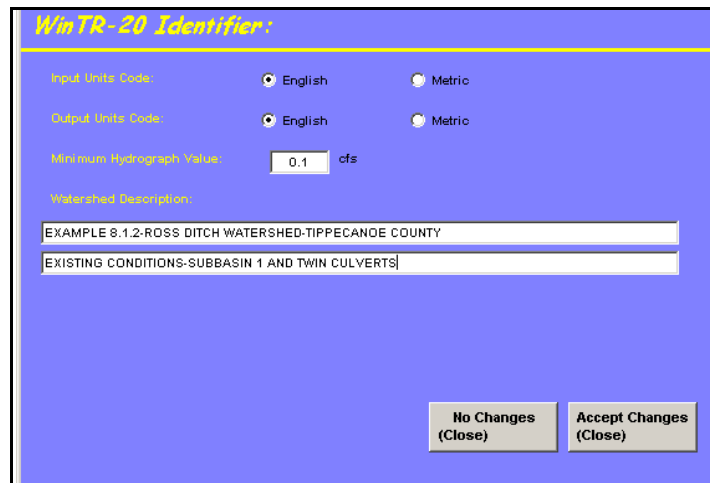 WinTR-20 Identifier:
Input Units Code: English Metric
Output Units Code: English Metric
Minimum Hydrograph Value: 0.1 cfs
Watershed Description:
EXAMPLE 8.1.2-ROSS DITCH WATERSHED-TIPPECANOE COUNTY
EXISTING CONDITIONS-SUBBASIN 1 AND TWIN CULVERTS
No Changes Accept Changes
(Close) (Close)